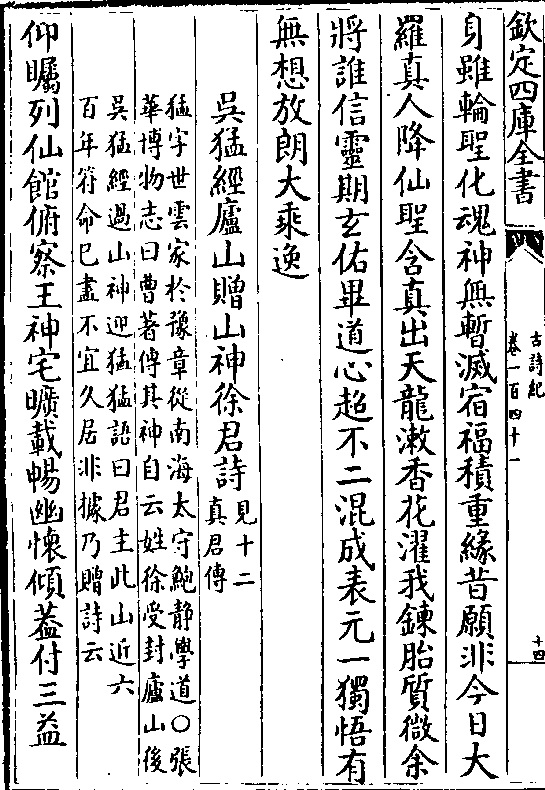 欽定四庫全書
古詩紀
卷一百四十一
十四
身雖輪聖化魂神無暫滅宿福積重緣昔願非今日大
羅真人降仙聖含真出天龍漱香花濯我鍊胎質微余
將誰信靈期玄佑畢道心超不二混成表元一獨悟有
無想放朗大乘逸
吳猛經廬山贈山神徐君詩
見十二
真君傳
猛字世雲家於豫章從南海太守鮑静學道〇張
華博物志曰曹著傳其神自云姓徐受封廬山後
吳猛經過山神迎猛猛語曰君主此山近六
百年符命已盡不宜久居非據乃贈詩云
仰矚列仙館俯察王神宅曠載暢幽懷傾葢付三益